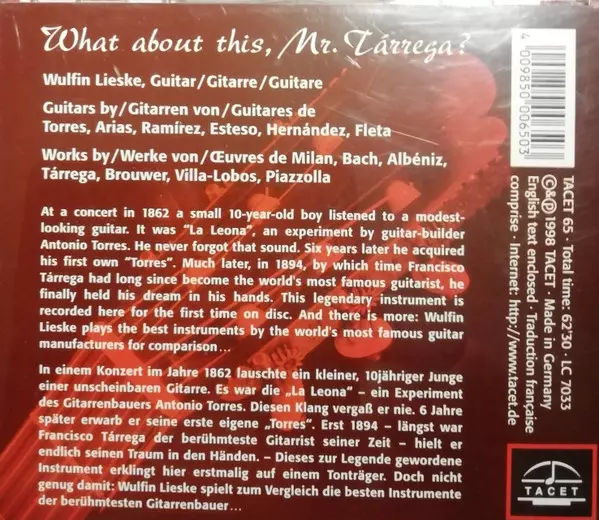 What about this, Mr. Tárrega?
Wulfin Lieske, Guitar/Gitarre/Guitare
Guitars by/Gitarren von/Guitares de
Torres, Arias, Ramírez, Esteso, Hernández, Fleta
Works by/Werke von/Œuvres de Milan, Bach, Albéniz,
Tárrega, Brouwer, Villa-Lobos, Piazzolla
At a concert in 1862 a small 10-year-old boy listened to a modest-
looking guitar. It was "La Leona", an experiment by guitar-builder
Antonio Torres. He never forgot that sound. Six years later he acquired
his first own "Torres". Much later, in 1894, by which time Francisco
Tárrega had long since become the world's most famous guitarist, he
finally held his dream in his hands. This legendary instrument is
recorded here for the first time on disc. And there is more: Wulfin
Lieske plays the best instruments by the world's most famous guitar
manufacturers for comparison...
In einem Konzert im Jahre 1862 lauschte ein kleiner, 10jähriger Junge
einer unscheinbaren Gitarre. Es war die „La Leona" – ein Experiment
des Gitarrenbauers Antonio Torres. Diesen Klang vergaß er nie. 6 Jahre
später erwarb er seine erste eigene „Torres". Erst 1894 – längst war
Francisco Tárrega der berühmteste Gitarrist seiner Zeit – hielt er
endlich seinen Traum in den Händen. – Dieses zur Legende gewordene
Instrument erklingt hier erstmalig auf einem Tonträger. Doch nicht
genug damit: Wulfin Lieske spielt zum Vergleich die besten Instrumente
der berühmtesten Gitarrenbauer...
4 009850 006503
TACET 65 · Total time: 62'30 · LC 7033
©&℗ 1998 TACET · Made in Germany
English text enclosed · Traduction française
comprise · Internet: http://www.tacet.de
TACET